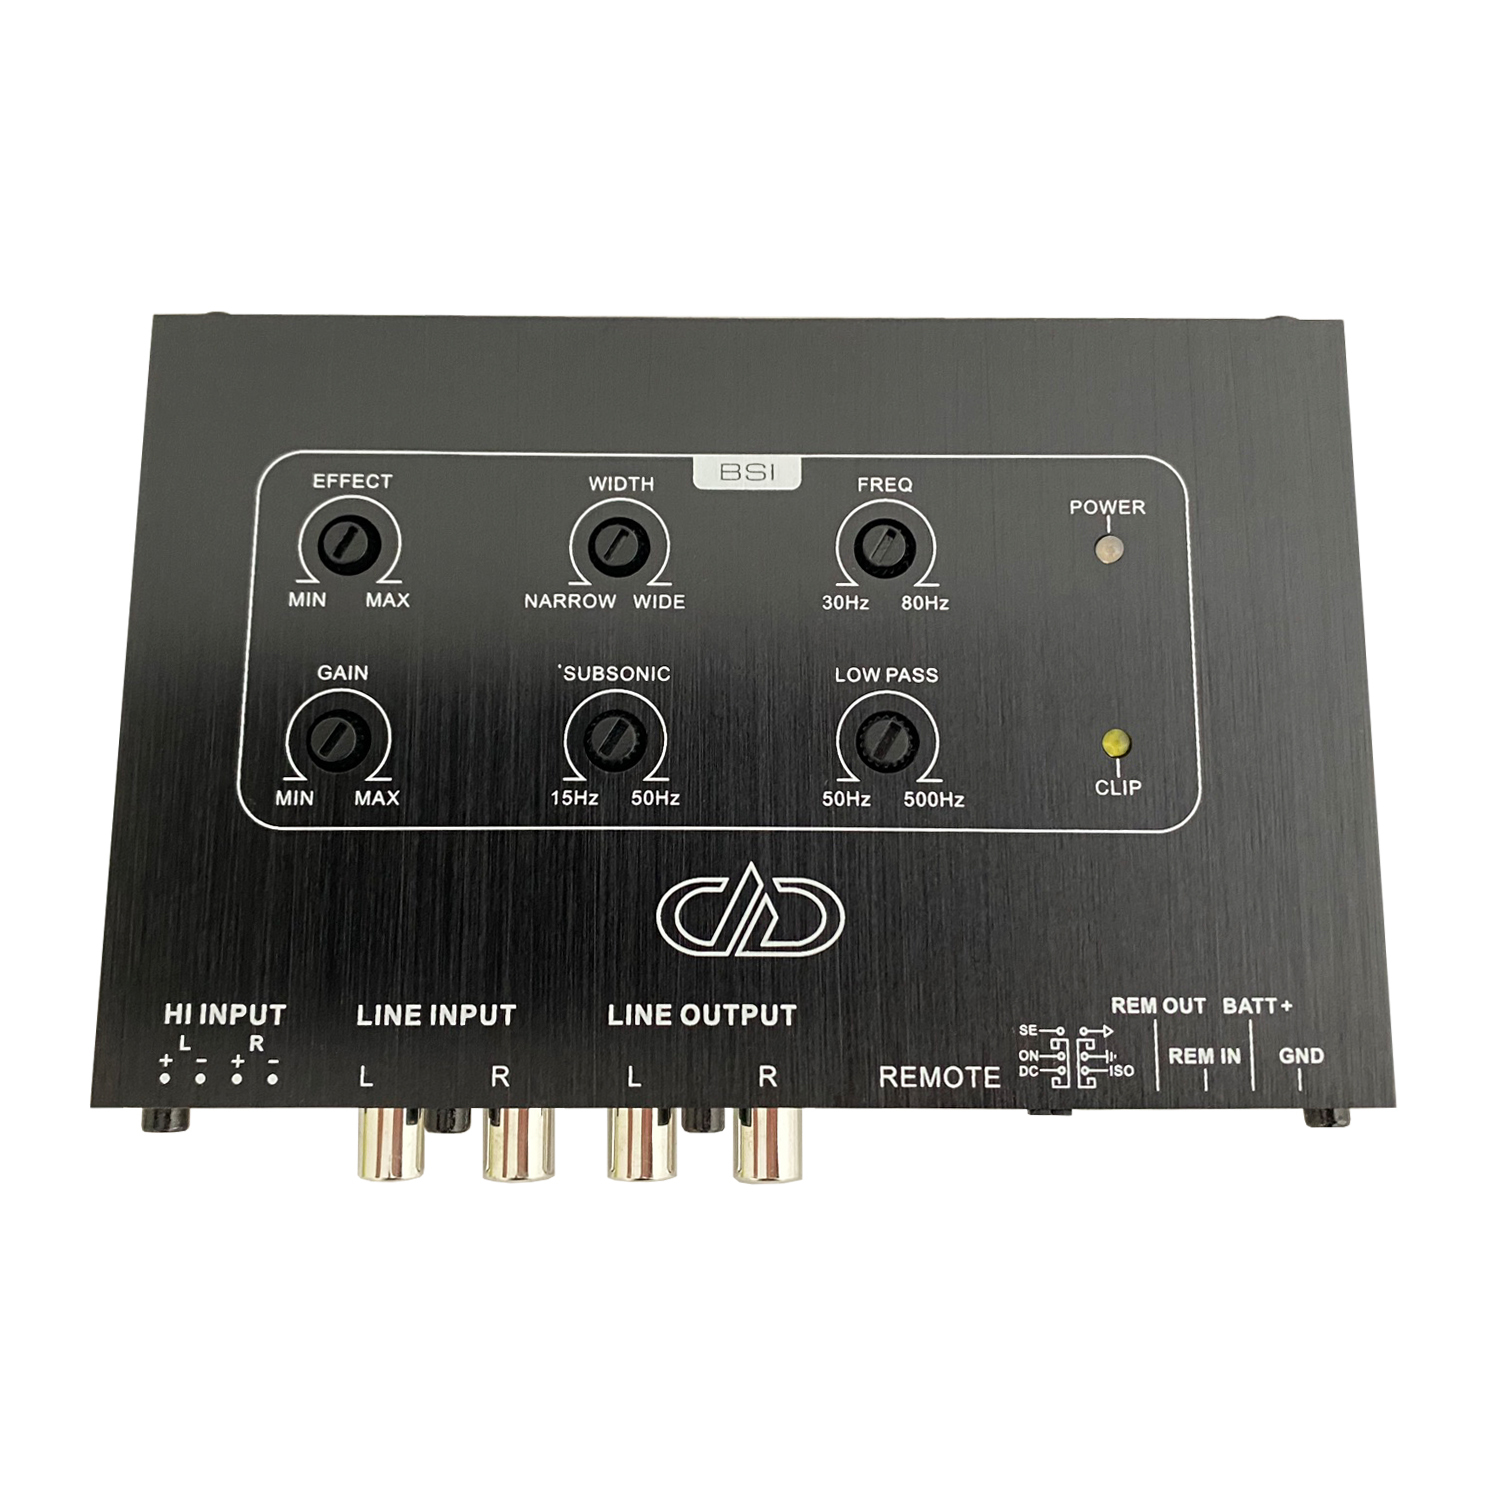 BSI
EFFECT
MIN MAX
WIDTH
NARROW WIDE
FREQ
30Hz 80Hz
POWER
GAIN
MIN MAX
*SUBSONIC
15Hz 50Hz
LOW PASS
50Hz 500Hz
CLIP
HI INPUT
L R
+ - + -
LINE INPUT
L R
LINE OUTPUT
L R
REMOTE
SE
ON
DC
ISO
REM OUT
BATT+
REM IN
GND